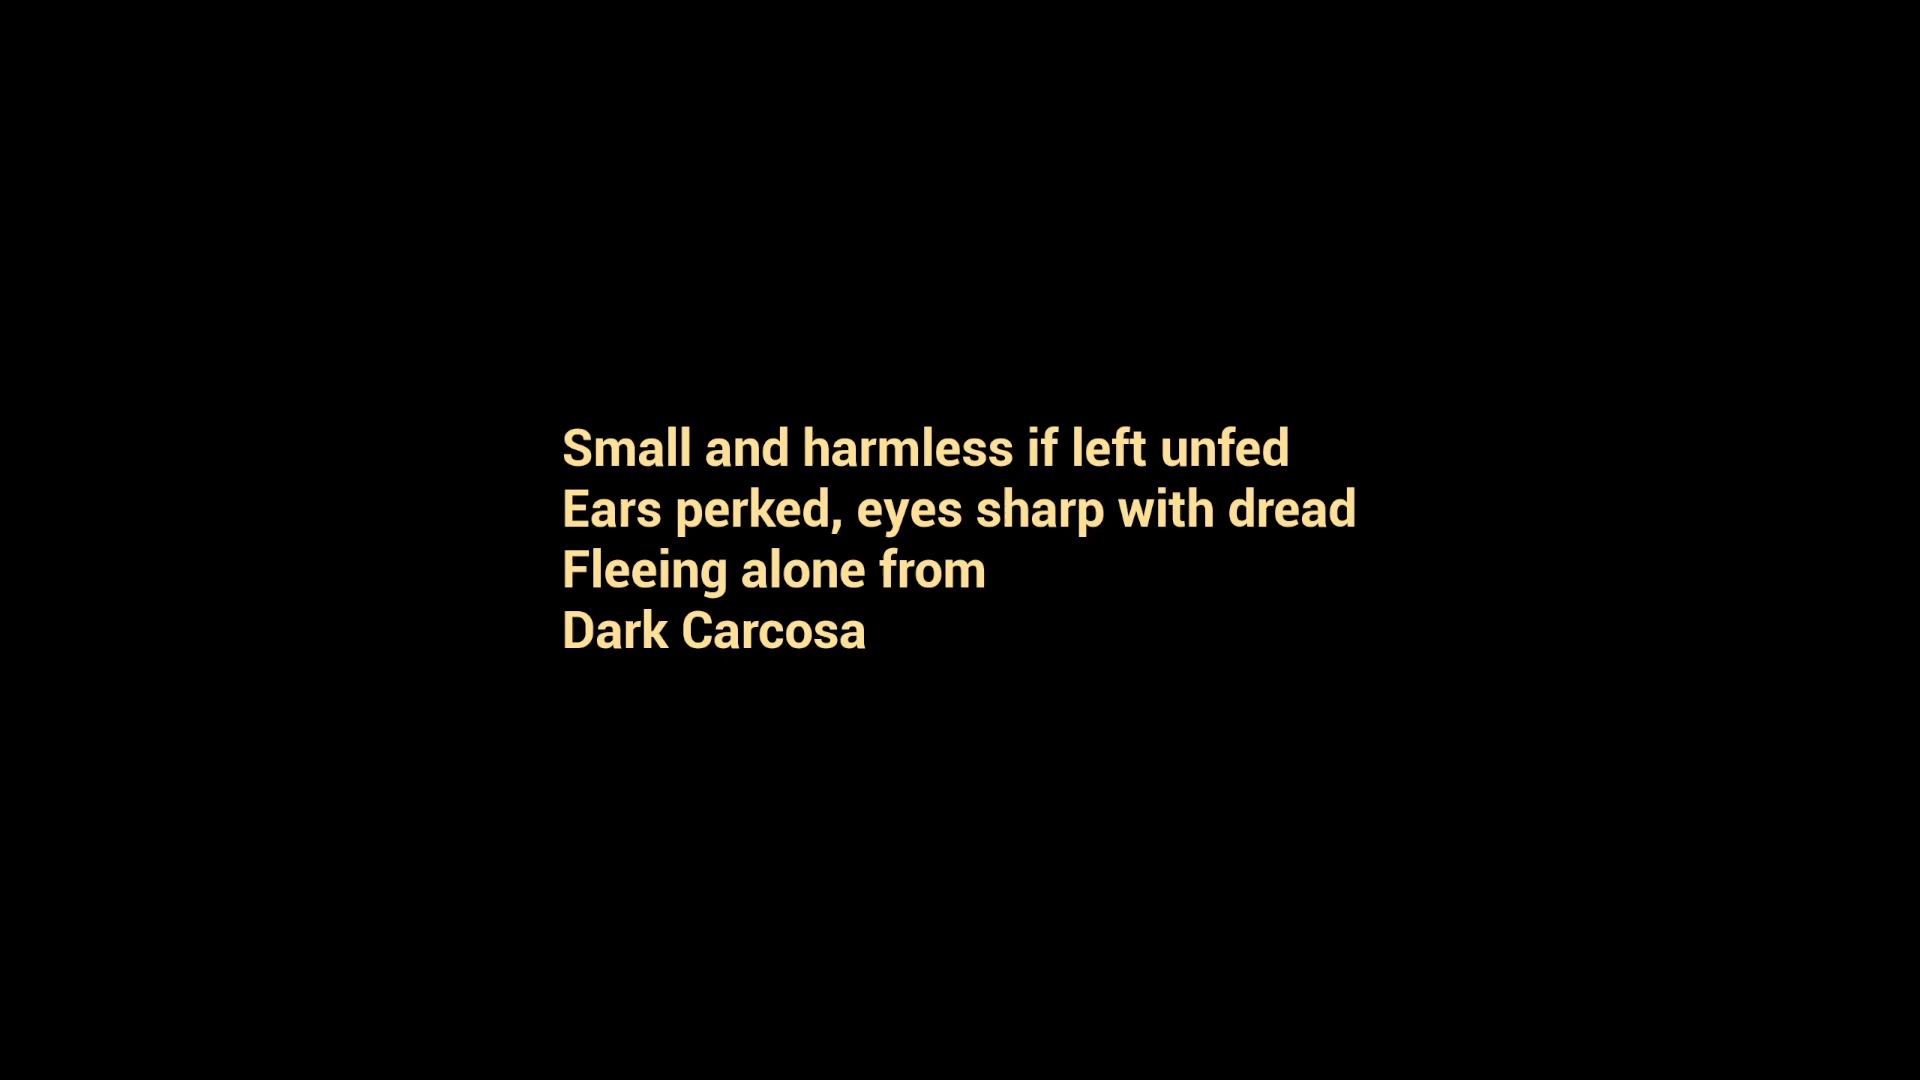 Small and harmless if left unfed
Ears perked, eyes sharp with dread
Fleeing alone from
Dark Carcosa